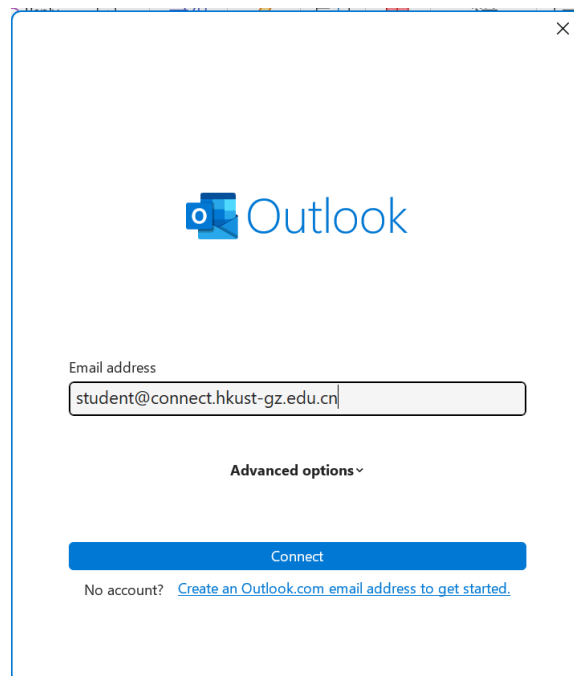 Outlook
Email address
student@connect.hkust-gz.edu.cn
Advanced options
Connect
No account? Create an Outlook.com email address to get started.